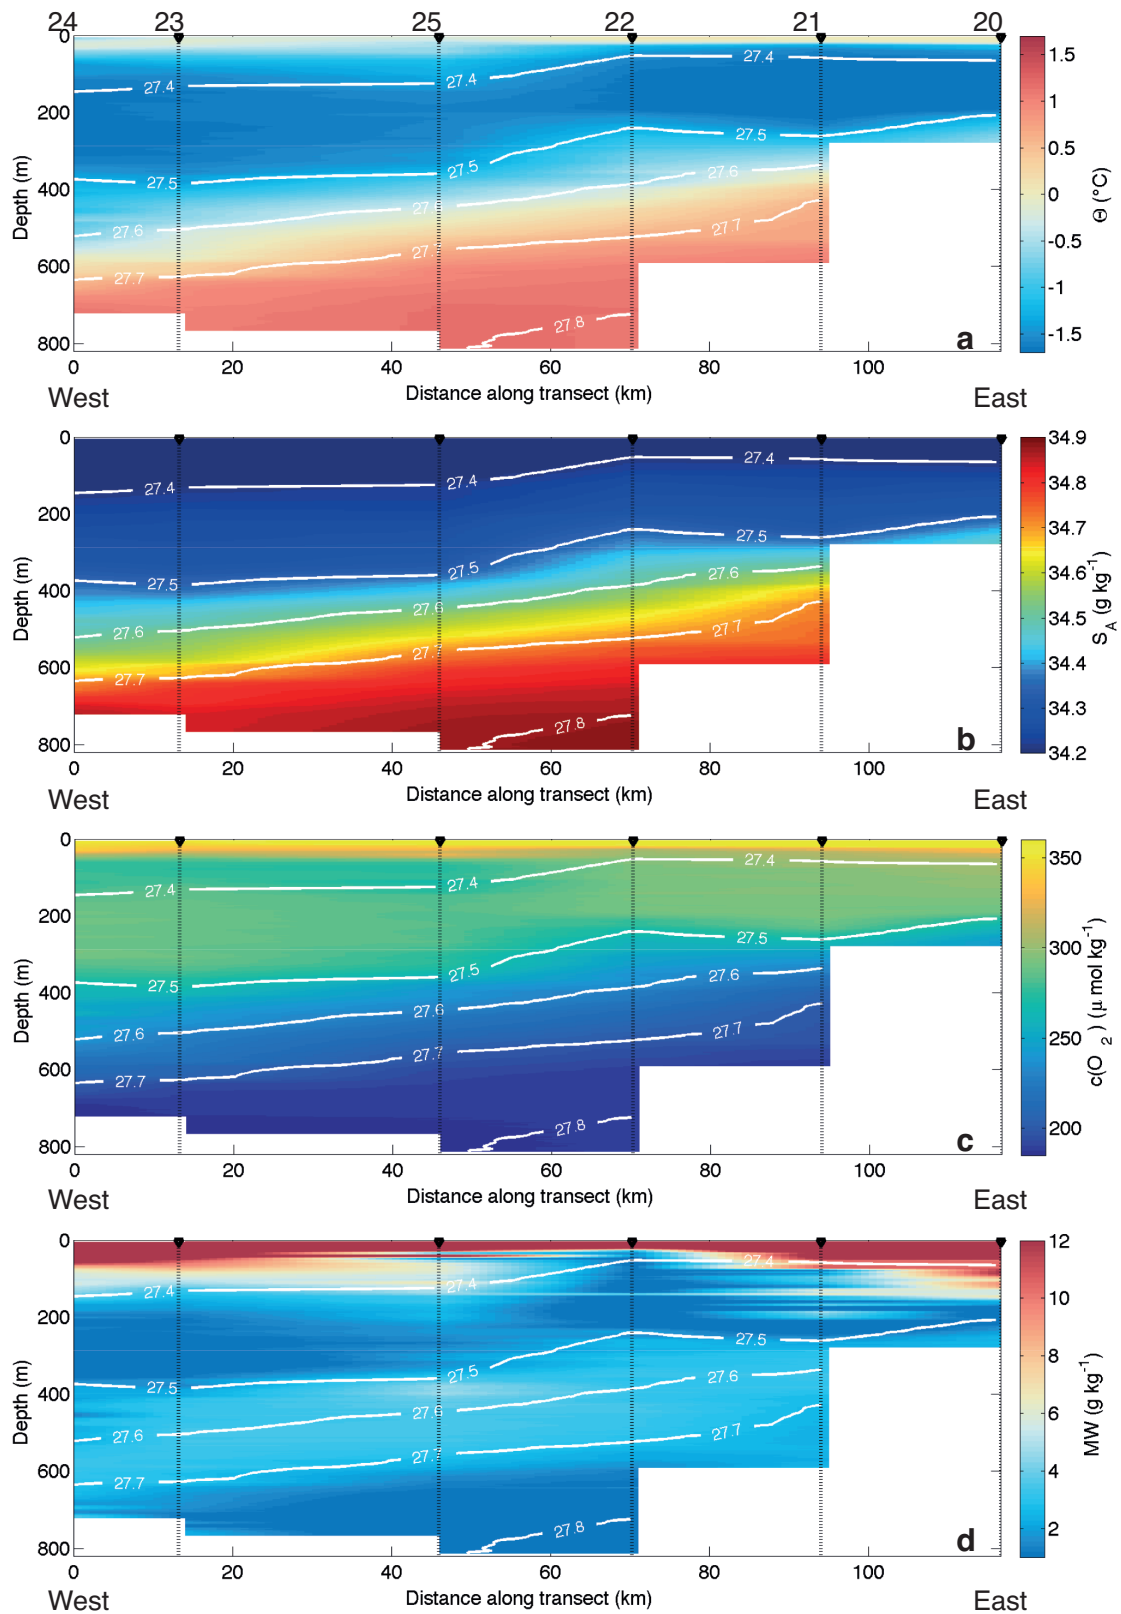 24 23 25 22 21 20
0
200
400
600
800
Depth (m)
27.4 27.4 27.4
27.5 27.5 27.5
27.6 27.6 27.6
27.7 27. 27.7
27.8
a
0 20 40 60 80 100
West Distance along transect (km) East
1.5
1
0.5
0
-0.5
-1
-1.5
Θ (°C)
0
200
400
600
800
Depth (m)
27.4 27.4 27.4
27.5 27.5 27.5
27.6 27.6 27.6
27.7 27.7 27.7
27.8
b
0 20 40 60 80 100
West Distance along transect (km) East
34.9
34.8
34.7
34.6
34.5
34.4
34.3
34.2
S_A (g kg⁻¹)
0
200
400
600
800
Depth (m)
27.4 27.4 27.4
27.5 27.5 27.5
27.6 27.6 27.6
27.7 27.7 27.7
27.8
c
0 20 40 60 80 100
West Distance along transect (km) East
350
300
250
200
c(O₂) (μ mol kg⁻¹)
0
200
400
600
800
Depth (m)
27.4 27.4 27.4
27.5 27.5 27.5
27.6 27.6 27.6
27.7 27.7 27.7
27.8
d
0 20 40 60 80 100
West Distance along transect (km) East
12
10
8
6
4
2
MW (g kg⁻¹)